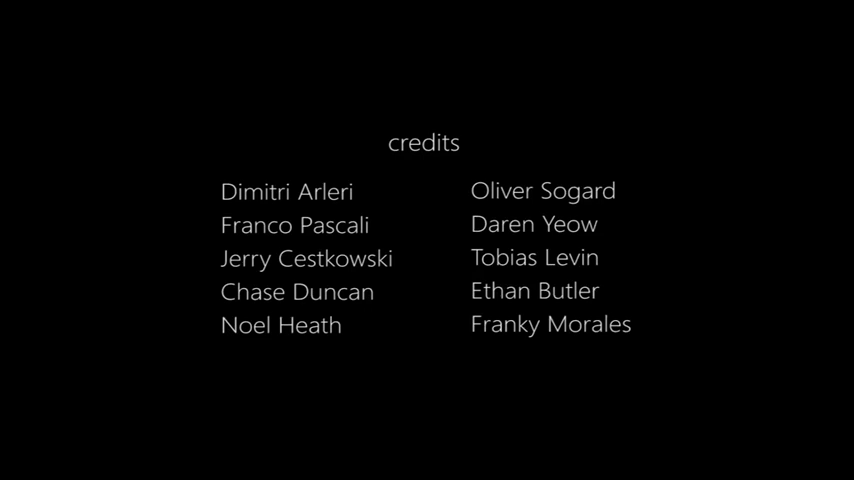 credits
Dimitri Arleri
Franco Pascali
Jerry Cestkowski
Chase Duncan
Noel Heath
Oliver Sogard
Daren Yeow
Tobias Levin
Ethan Butler
Franky Morales